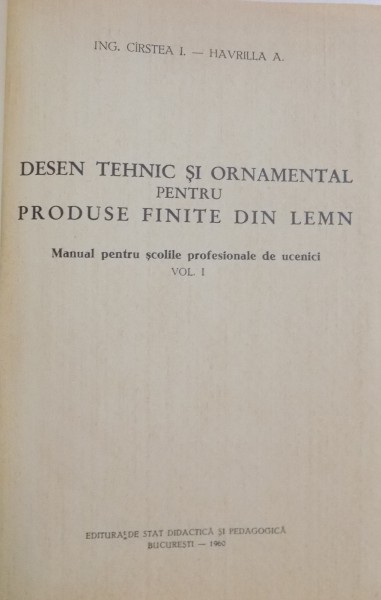 ING. CÎRSTEA I. — HAVRILLA A.
DESEN TEHNIC ȘI ORNAMENTAL
PENTRU
PRODUSE FINITE DIN LEMN
Manual pentru școlile profesionale de ucenici
VOL. I
EDITURA DE STAT DIDACTICĂ ȘI PEDAGOGICĂ
BUCUREȘTI — 1960